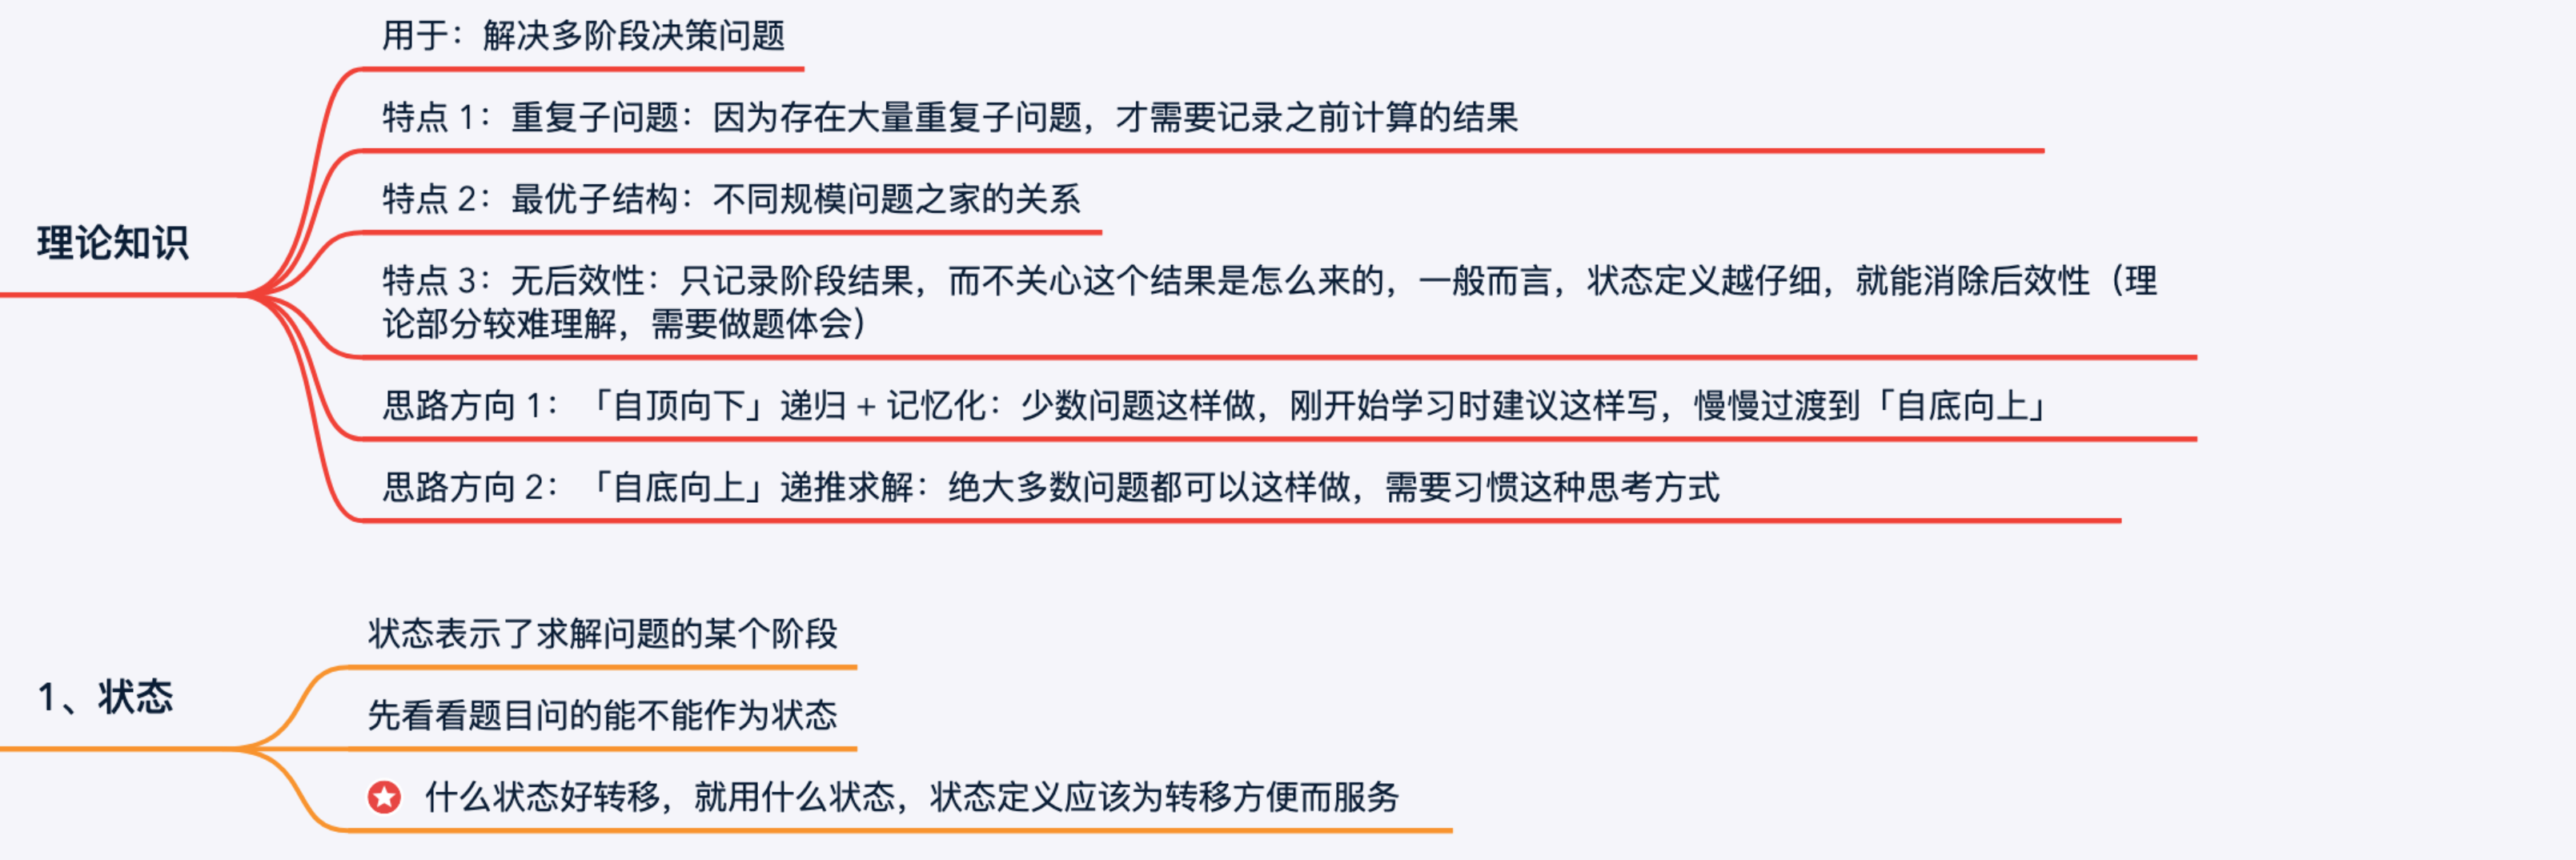 用于：解决多阶段决策问题
特点 1：重复子问题：因为存在大量重复子问题，才需要记录之前计算的结果
特点 2：最优子结构：不同规模问题之家的关系
理论知识
特点 3：无后效性：只记录阶段结果，而不关心这个结果是怎么来的，一般而言，状态定义越仔细，就能消除后效性（理
论部分较难理解，需要做题体会）
思路方向 1：「自顶向下」递归 + 记忆化：少数问题这样做，刚开始学习时建议这样写，慢慢过渡到「自底向上」
思路方向 2：「自底向上」递推求解：绝大多数问题都可以这样做，需要习惯这种思考方式
状态表示了求解问题的某个阶段
1、状态
先看看题目问的能不能作为状态
什么状态好转移，就用什么状态，状态定义应该为转移方便而服务